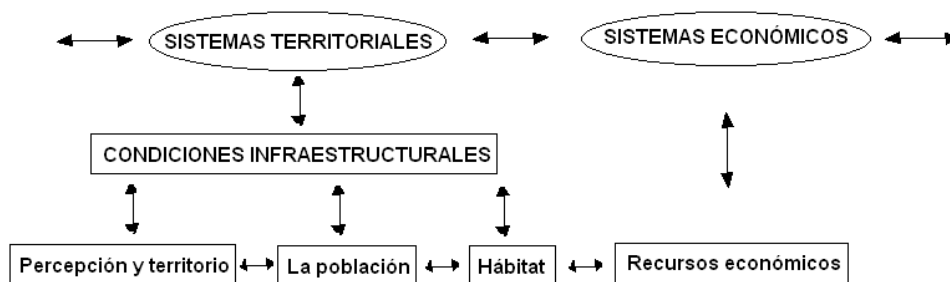 SISTEMAS TERRITORIALES
SISTEMAS ECONÓMICOS
CONDICIONES INFRAESTRUCTURALES
Percepción y territorio
La población
Hábitat
Recursos económicos